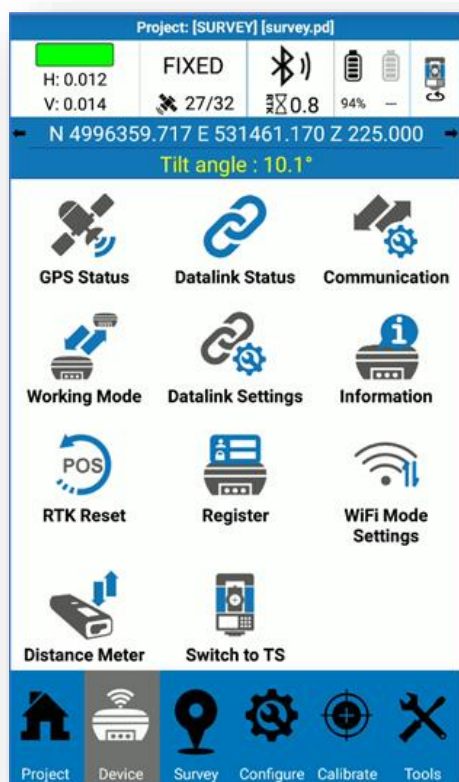 Project: [SURVEY] [survey.pd]
H: 0.012
V: 0.014
FIXED
27/32
RTK 0.8
94%
--
N 4996359.717 E 531461.170 Z 225.000
Tilt angle : 10.1°
GPS Status
Datalink Status
Communication
Working Mode
Datalink Settings
Information
POS
RTK Reset
Register
WiFi Mode
Settings
Distance Meter
Switch to TS
Project
Device
Survey
Configure
Calibrate
Tools